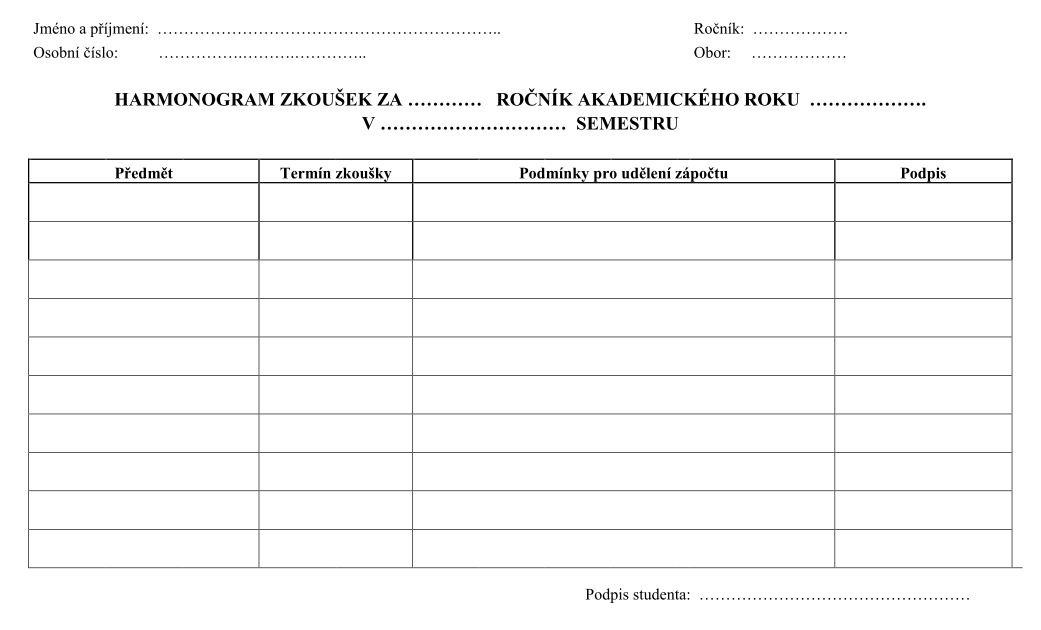 Jméno a příjmení: ……………………………………………………….. Ročník: ………………
Osobní číslo: …………….……….………….. Obor: ………………
HARMONOGRAM ZKOUŠEK ZA ………… ROČNÍK AKADEMICKÉHO ROKU ……………….
V ………………………… SEMESTRU
Předmět Termín zkoušky Podmínky pro udělení zápočtu Podpis
Podpis studenta: ……………………………………………